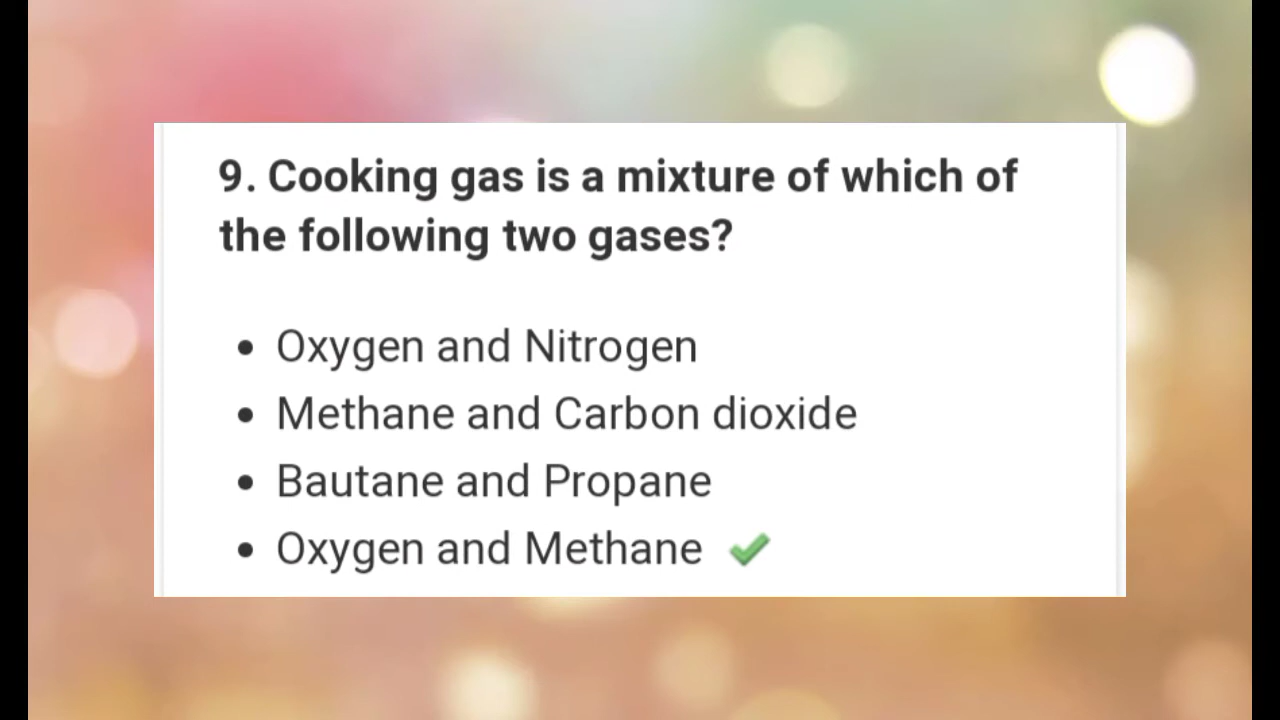 9. Cooking gas is a mixture of which of
the following two gases?
• Oxygen and Nitrogen
• Methane and Carbon dioxide
• Bautane and Propane
• Oxygen and Methane ✔